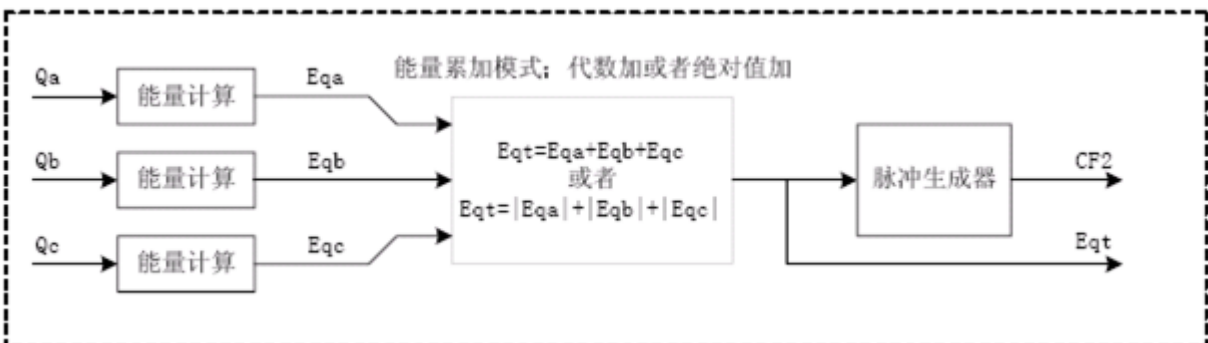 能量累加模式；代数加或者绝对值加
Qa
能量计算
Eqa
Qb
能量计算
Eqb
Qc
能量计算
Eqc
Eqt=Eqa+Eqb+Eqc
或者
Eqt=|Eqa|+|Eqb|+|Eqc|
脉冲生成器
CF2
Eqt